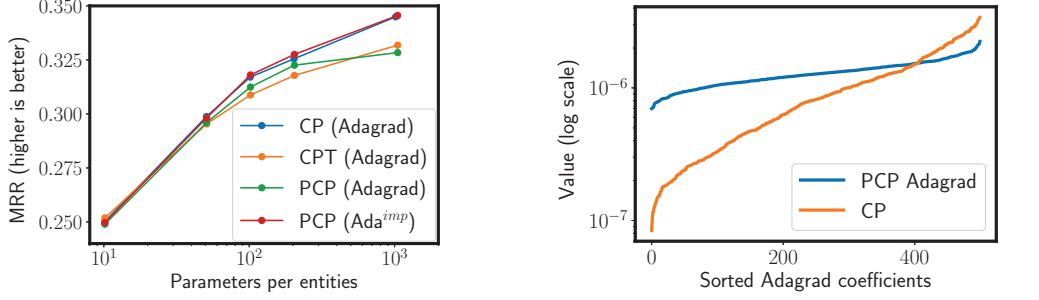 MRR (higher is better)
0.350
0.325
0.300
0.275
0.250
CP (Adagrad)
CPT (Adagrad)
PCP (Adagrad)
PCP (Ada^{imp})
10^1
10^2
10^3
Parameters per entities
Value (log scale)
10^{-6}
10^{-7}
PCP Adagrad
CP
0
200
400
Sorted Adagrad coefficients